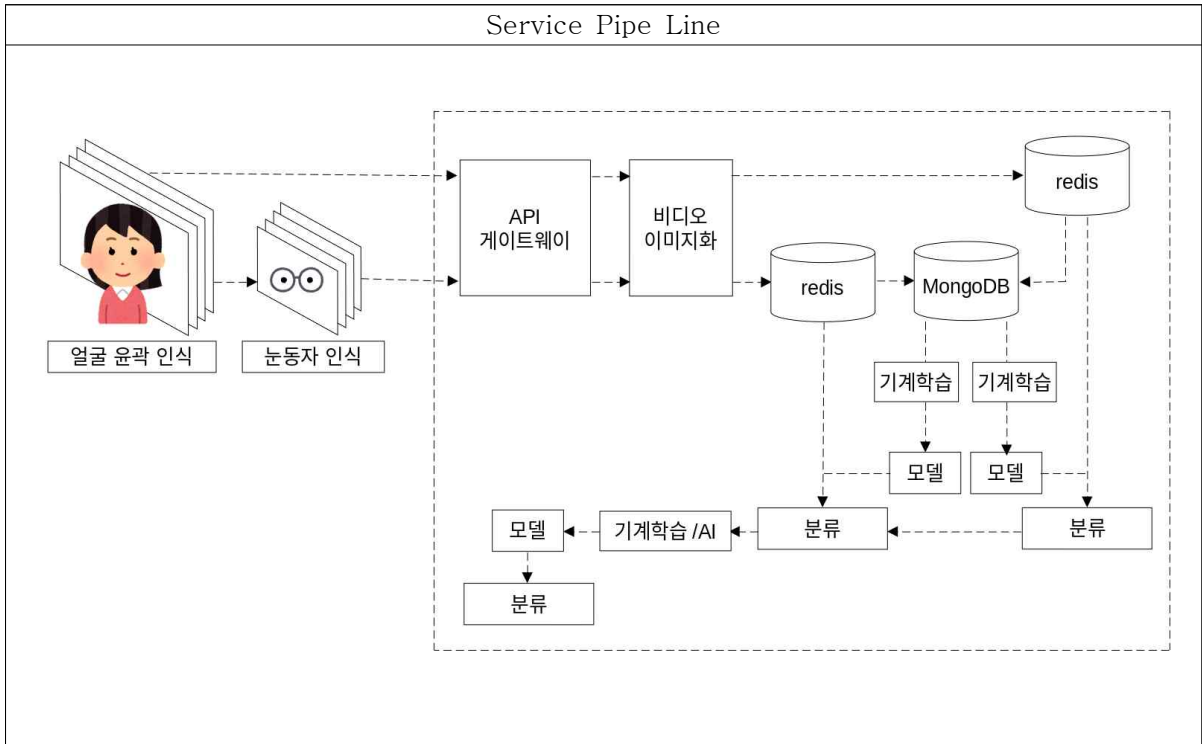 Service Pipe Line
redis
API
게이트웨이
비디오
이미지화
redis
MongoDB
얼굴 윤곽 인식
눈동자 인식
기계학습
기계학습
모델
모델
모델
기계학습 /AI
분류
분류
분류